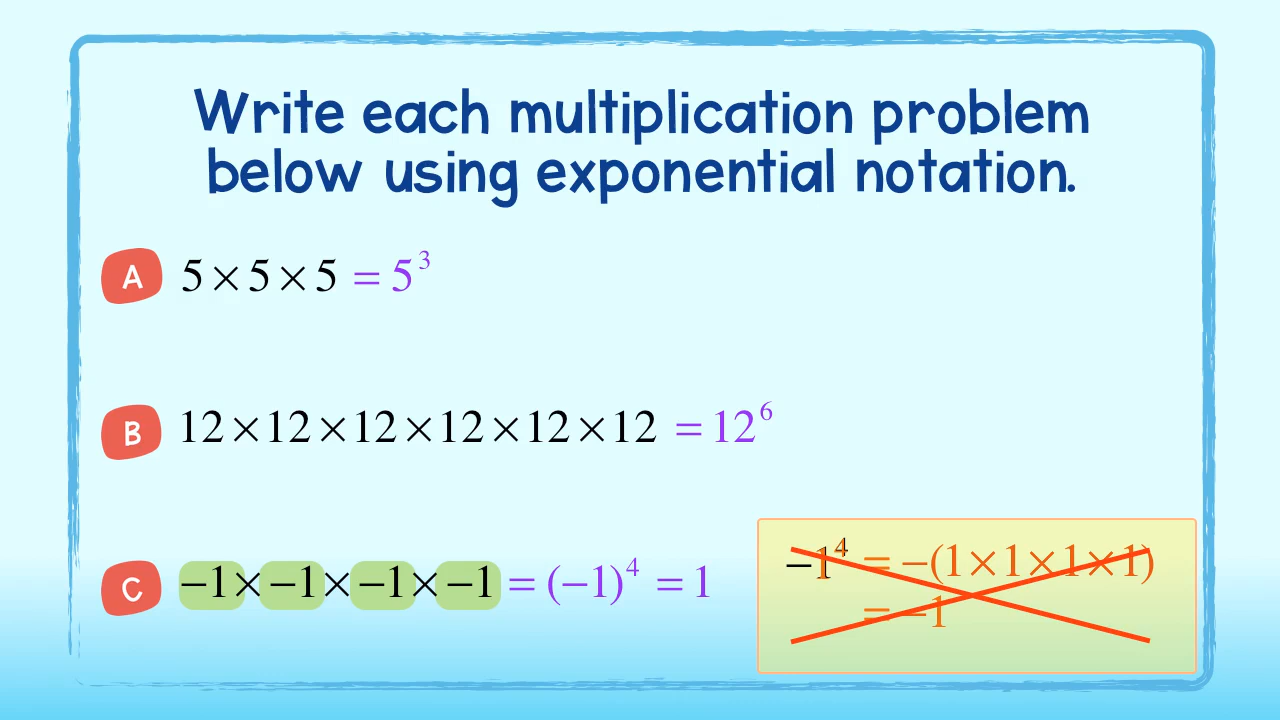 Write each multiplication problem
below using exponential notation.
A 5×5×5 = 5³
B 12×12×12×12×12×12 = 12⁶
C −1×−1×−1×−1 = (−1)⁴ = 1
−1⁴ = −(1×1×1×1)
= −1